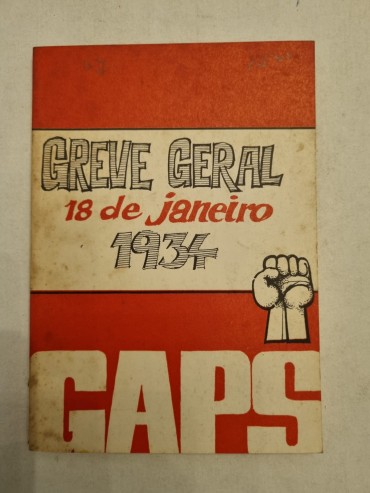 GREVE GERAL
18 de janeiro
1934
GAPS